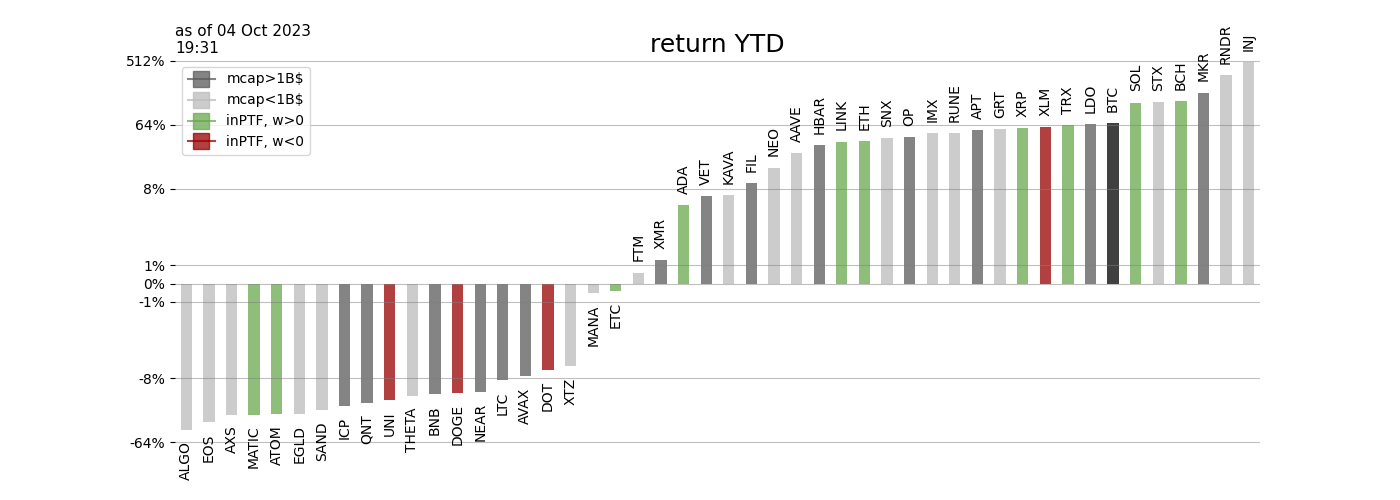 as of 04 Oct 2023
19:31
return YTD
512%
64%
8%
1%
0%
-1%
-8%
-64%
mcap>1B$
mcap<1B$
inPTF, w>0
inPTF, w<0
ALGO
EOS
AXS
MATIC
ATOM
EGLD
SAND
ICP
QNT
UNI
THETA
BNB
DOGE
NEAR
LTC
AVAX
DOT
XTZ
MANA
ETC
FTM
XMR
ADA
VET
KAVA
FIL
NEO
AAVE
HBAR
LINK
ETH
SNX
OP
IMX
RUNE
APT
GRT
XRP
XLM
TRX
LDO
BTC
SOL
STX
BCH
MKR
RNDR
INJ